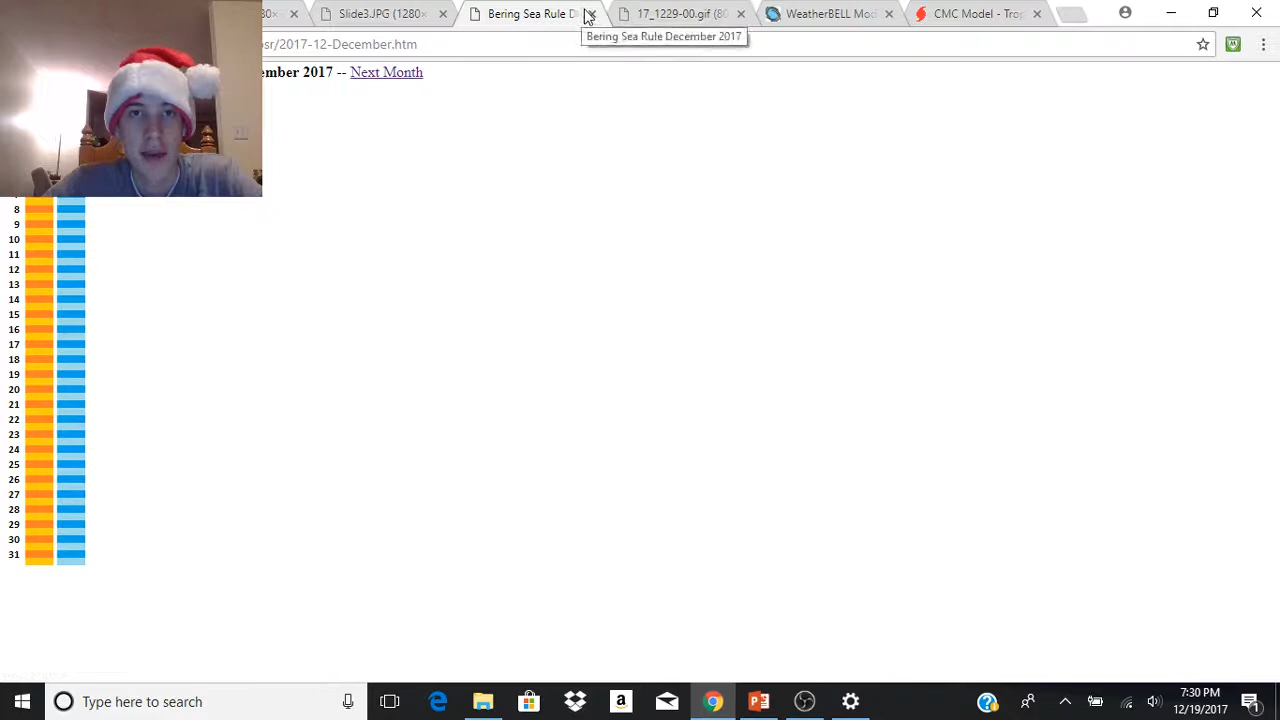 Slide3.JPG (1280×
Bering Sea Rule D
17_1229-00.gif (80
WeatherBELL Mod
CMC Model - Trop
Bering Sea Rule December 2017
osr/2017-12-December.htm
ember 2017 -- Next Month
8
9
10
11
12
13
14
15
16
17
18
19
20
21
22
23
24
25
26
27
28
29
30
31
Type here to search
7:30 PM
12/19/2017